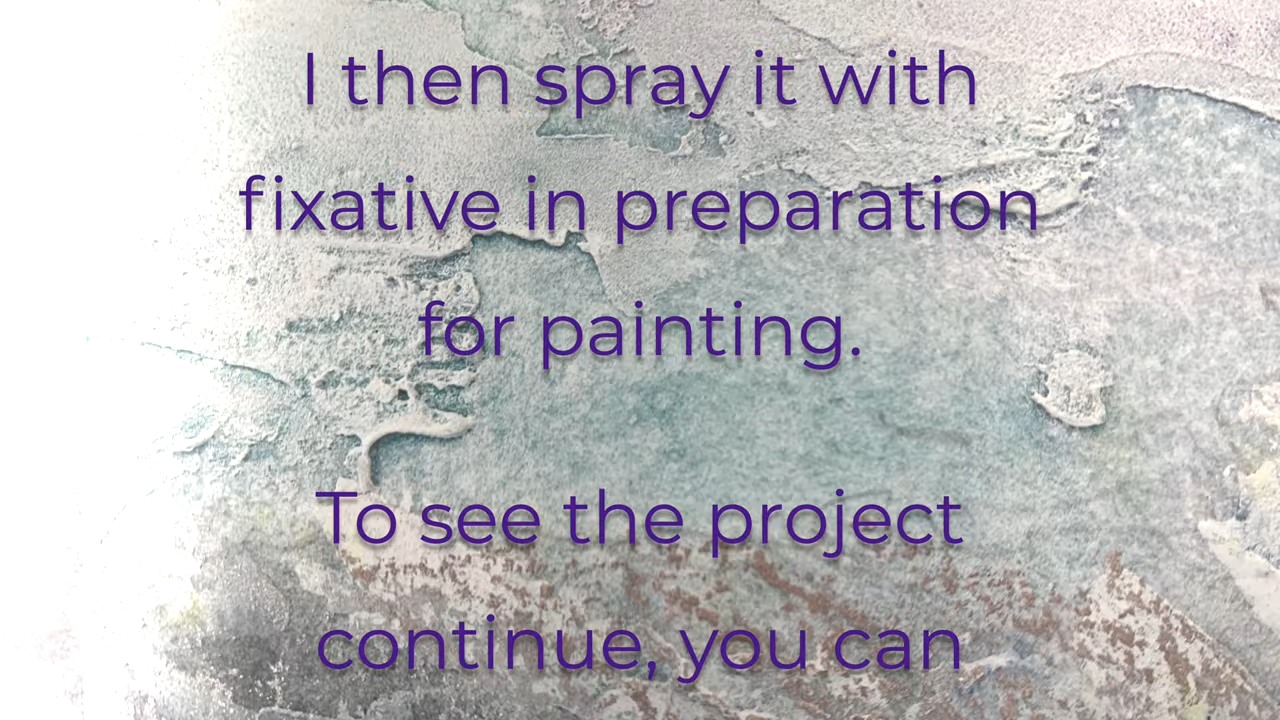 I then spray it with
fixative in preparation
for painting.
To see the project
continue, you can